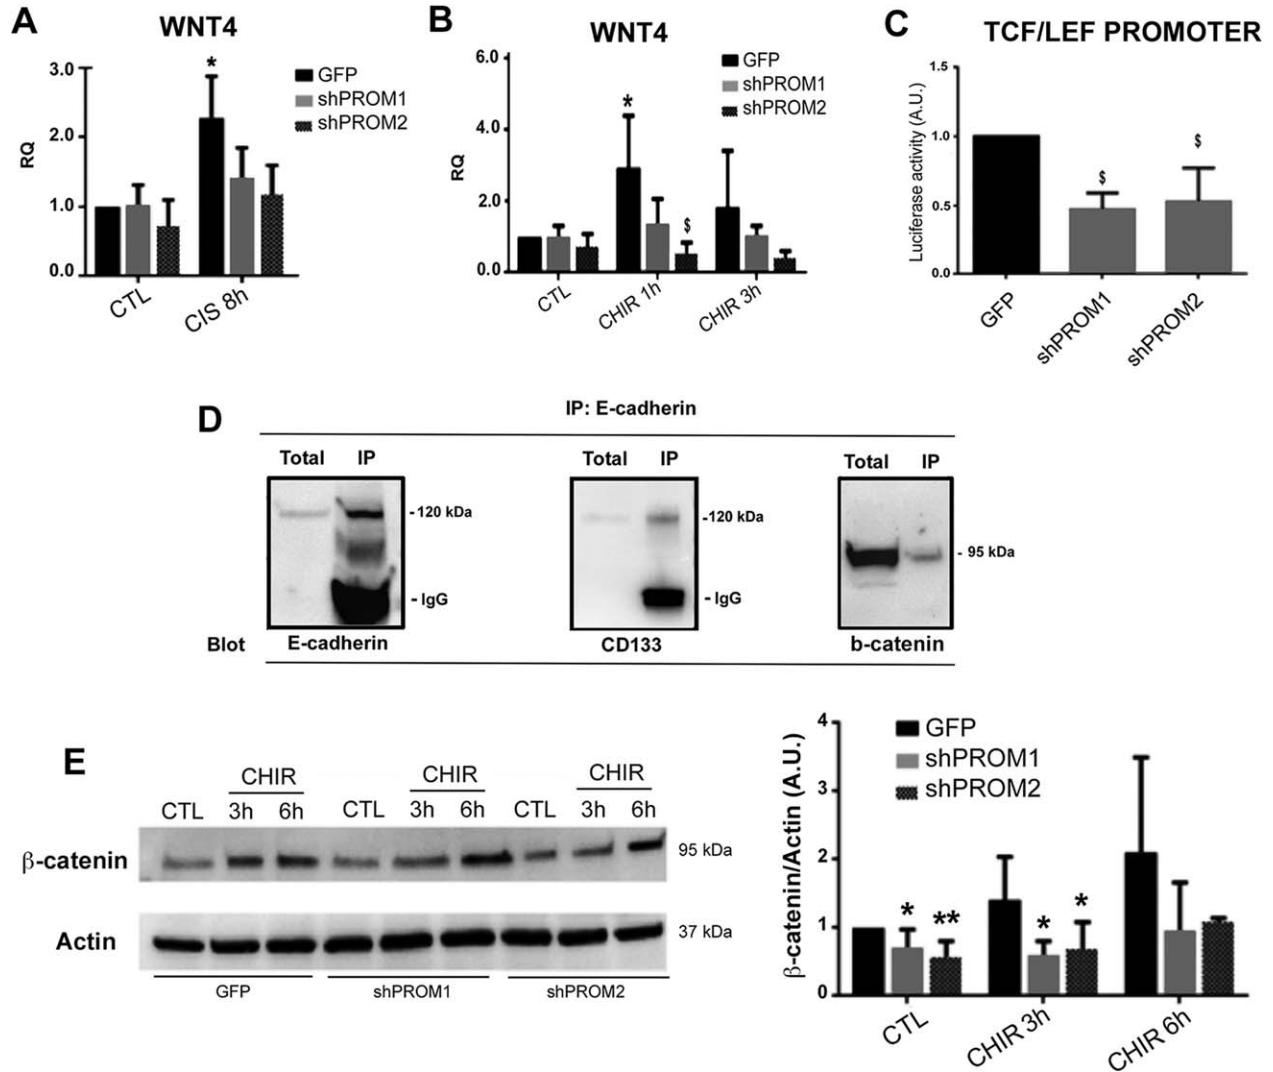 A
WNT4
RQ
3.0
2.0
1.0
0.0
*
GFP
shPROM1
shPROM2
CTL
CIS 8h
B
WNT4
RQ
6.0
4.0
2.0
0.0
*
$
GFP
shPROM1
shPROM2
CTL
CHIR 1h
CHIR 3h
C
TCF/LEF PROMOTER
Luciferase activity (A.U.)
1.5
1.0
0.5
0.0
$
$
GFP
shPROM1
shPROM2
D
IP: E-cadherin
Total IP
Total IP
Total IP
-120 kDa
- IgG
-120 kDa
- IgG
- 95 kDa
Blot
E-cadherin
CD133
b-catenin
E
CHIR
CHIR
CHIR
CTL 3h 6h
CTL 3h 6h
CTL 3h 6h
β-catenin
95 kDa
Actin
37 kDa
GFP
shPROM1
shPROM2
β-catenin/Actin (A.U.)
4
3
2
1
0
GFP
shPROM1
shPROM2
*
**
*
*
CTL
CHIR 3h
CHIR 6h